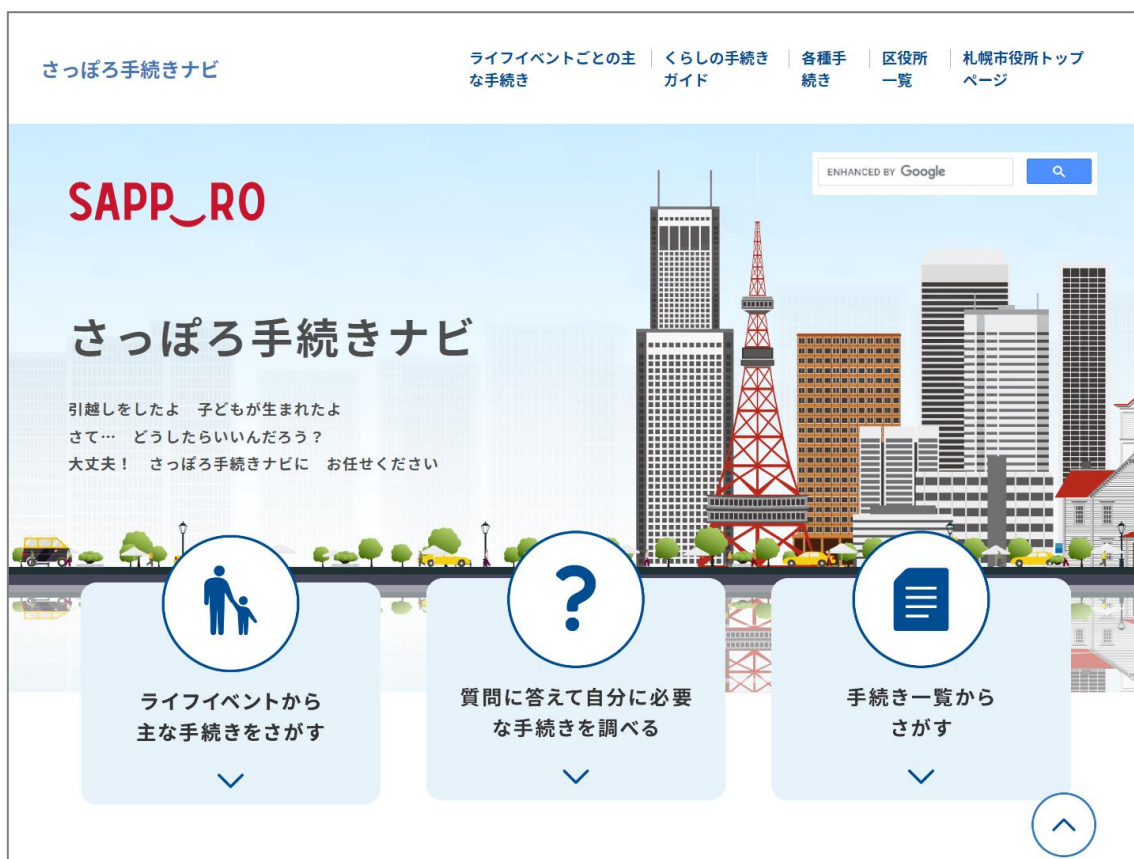 さっぽろ手続きナビ
ライフイベントごとの主
な手続き
くらしの手続き
ガイド
各種手
続き
区役所
一覧
札幌市役所トップ
ページ
ENHANCED BY Google
SAPP_RO
さっぽろ手続きナビ
引越しをしたよ　子どもが生まれたよ
さて…　どうしたらいいんだろう？
大丈夫！　さっぽろ手続きナビに　お任せください
ライフイベントから
主な手続きをさがす
質問に答えて自分に必要
な手続きを調べる
手続き一覧から
さがす